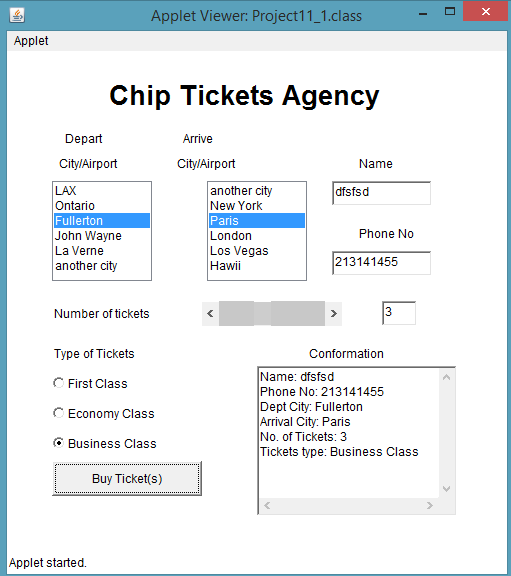 Applet Viewer: Project11_1.class
Applet
Chip Tickets Agency
Depart Arrive
City/Airport City/Airport Name
LAX another city dfsfsd
Ontario New York
Fullerton Paris
John Wayne London Phone No
La Verne Los Vegas 213141455
another city Hawii
Number of tickets 3
Type of Tickets Conformation
First Class
Economy Class
Business Class
Name: dfsfsd
Phone No: 213141455
Dept City: Fullerton
Arrival City: Paris
No. of Tickets: 3
Tickets type: Business Class
Buy Ticket(s)
Applet started.